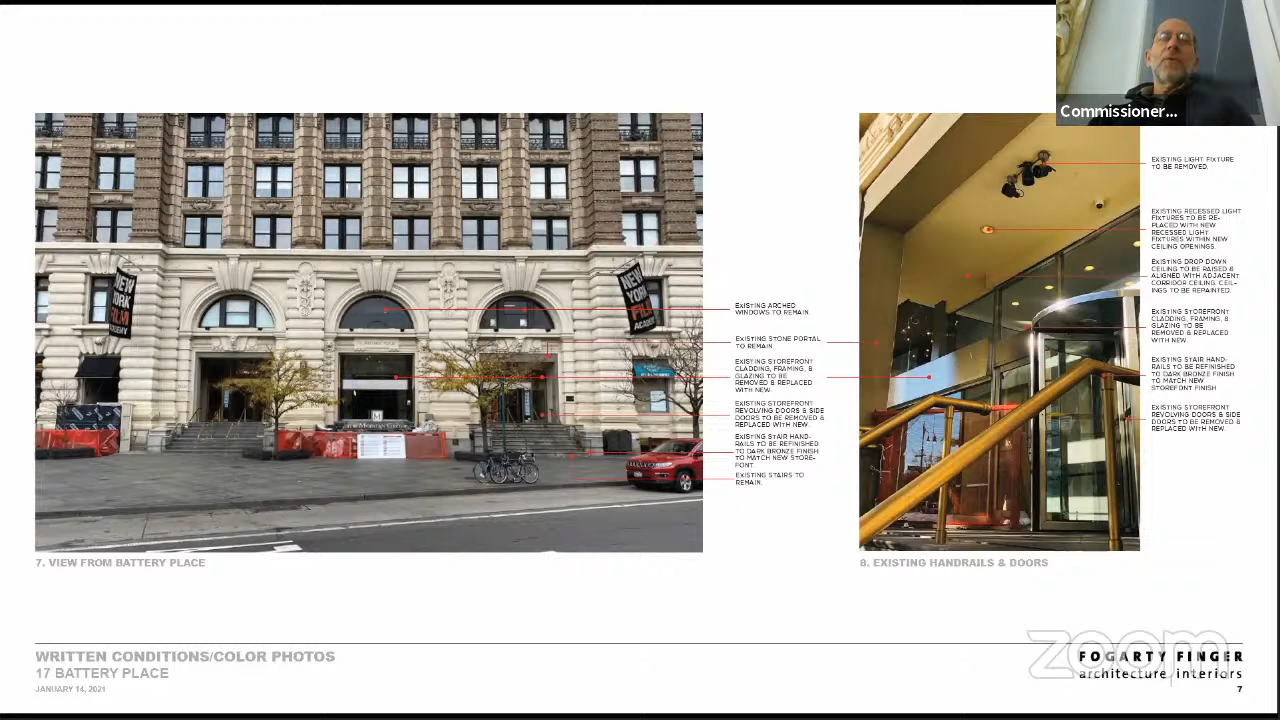 Commissioner...
NEW
YORK
FILM
ACADEMY
NEW
YORK
FILM
ACADEMY
M
EXISTING ARCHED
WINDOWS TO REMAIN.
EXISTING STONE PORTAL
TO REMAIN.
EXISTING STOREFRONT
CLADDING, FRAMING, &
GLAZING TO BE
REMOVED & REPLACED
WITH NEW.
EXISTING STOREFRONT
REVOLVING DOORS & SIDE
DOORS TO BE REMOVED &
REPLACED WITH NEW.
EXISTING STAIR HAND-
RAILS TO BE REFINISHED
TO DARK BRONZE FINISH
TO MATCH NEW STORE-
FONT
EXISTING STAIRS TO
REMAIN.
EXISTING LIGHT FIXTURE
TO BE REMOVED.
EXISTING RECESSED LIGHT
FIXTURES TO BE RE-
PLACED WITH NEW
RECESSED LIGHT
FIXTURES WITHIN NEW
CEILING OPENINGS.
EXISTING DROP DOWN
CEILING TO BE RAISED &
ALIGNED WITH ADJACENT
CORRIDOR CEILING. CEIL-
INGS TO BE REPAINTED.
EXISTING STOREFRONT
CLADDING, FRAMING, &
GLAZING TO BE
REMOVED & REPLACED
WITH NEW.
EXISTING STAIR HAND-
RAILS TO BE REFINISHED
TO DARK BRONZE FINISH
TO MATCH NEW
STOREFONT FINISH
EXISTING STOREFRONT
REVOLVING DOORS & SIDE
DOORS TO BE REMOVED &
REPLACED WITH NEW.
7. VIEW FROM BATTERY PLACE
8. EXISTING HANDRAILS & DOORS
WRITTEN CONDITIONS/COLOR PHOTOS
17 BATTERY PLACE
JANUARY 14, 2021
zoom
FOGARTY FINGER
architecture interiors
7